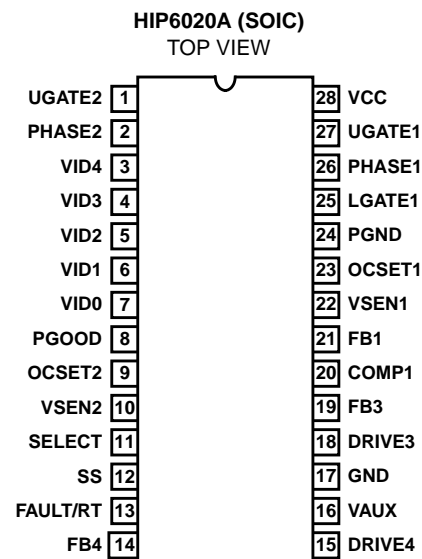 HIP6020A (SOIC)
TOP VIEW
UGATE2 1 28 VCC
PHASE2 2 27 UGATE1
VID4 3 26 PHASE1
VID3 4 25 LGATE1
VID2 5 24 PGND
VID1 6 23 OCSET1
VID0 7 22 VSEN1
PGOOD 8 21 FB1
OCSET2 9 20 COMP1
VSEN2 10 19 FB3
SELECT 11 18 DRIVE3
SS 12 17 GND
FAULT/RT 13 16 VAUX
FB4 14 15 DRIVE4